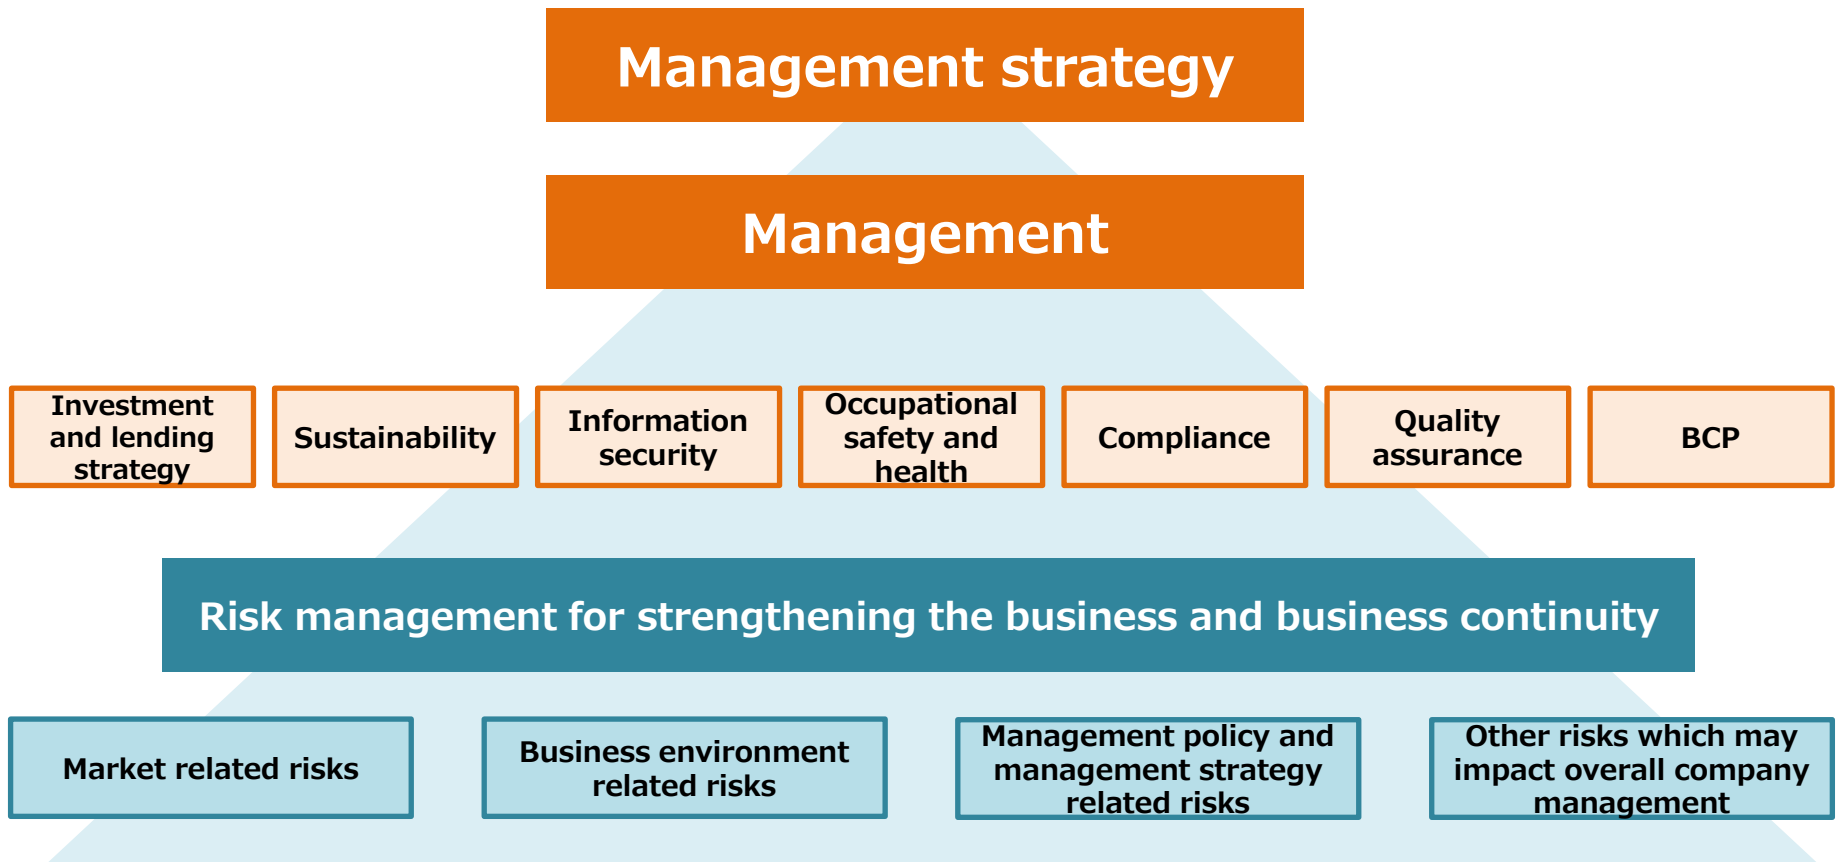 Management strategy
Management
Investment
and lending
strategy
Sustainability
Information
security
Occupational
safety and
health
Compliance
Quality
assurance
BCP
Risk management for strengthening the business and business continuity
Market related risks
Business environment
related risks
Management policy and
management strategy
related risks
Other risks which may
impact overall company
management